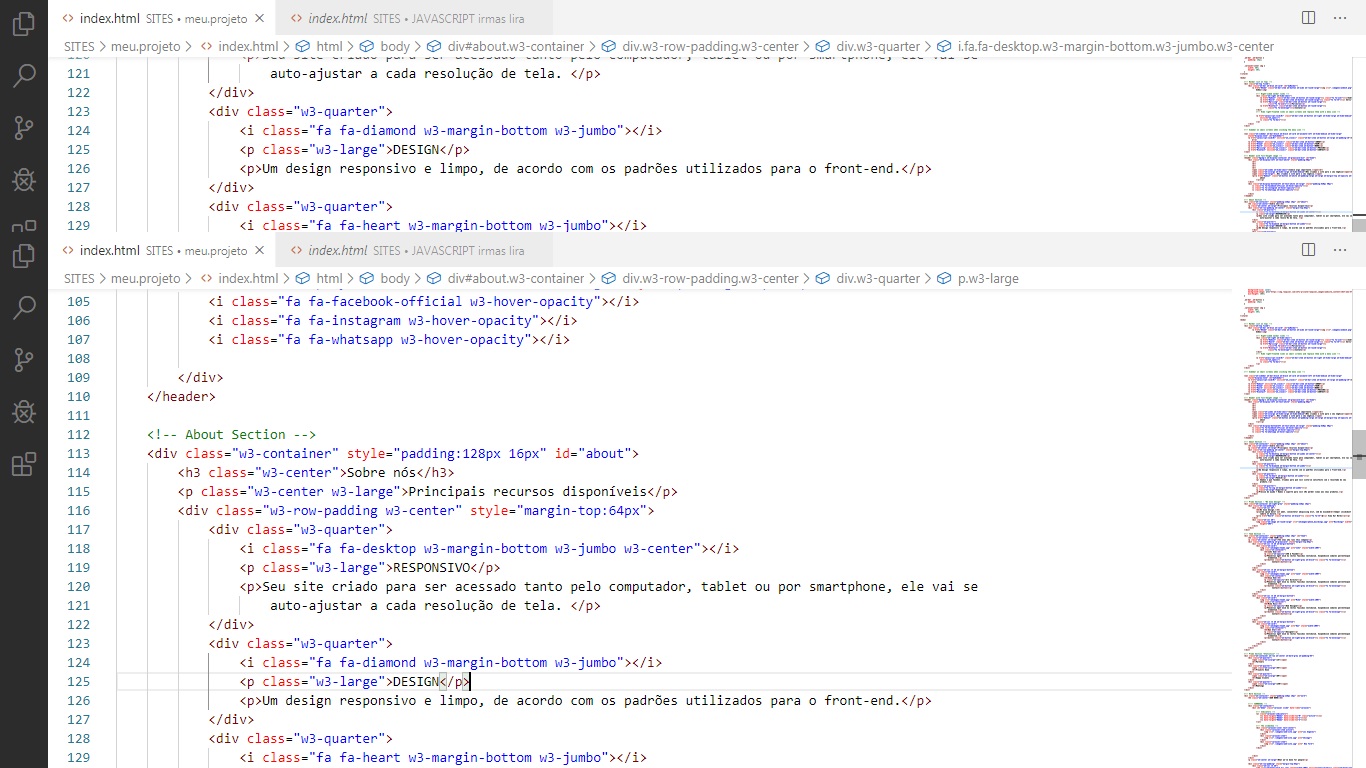 index.html SITES • meu.projeto ×
index.html SITES • JAVASCRIPT irmas lira
SITES > meu.projeto > index.html > html > body > div#about.w3-container > div.w3-row-padding.w3-center > div.w3-quarter > i.fa.fa-desktop.w3-margin-bottom.w3-jumbo.w3-center
121 auto-ajustar a cada resolução de tela. </p>
122 </div>
123 <div class="w3-quarter">
124 <i class="fa fa-diamond w3-margin-bottom w3-jumbo"></i>
125 <p class="w3-large">DESIGN</p>
126 <p>Um design responsivo e limpo, de acordo com os padrões utilizados para o front-end.</p>
127 </div>
128 <div class="w3-quarter">
129 <i class="fa fa-heart w3-margin-bottom w3-jumbo"></i>
index.html SITES • meu.projeto ×
index.html SITES • JAVASCRIPT irmas lira
SITES > meu.projeto > index.html > html > body > div#about.w3-container > div.w3-row-padding.w3-center > div.w3-quarter > p.w3-large
105 <i class="fa fa-facebook-official w3-hover-opacity"></i>
106 <i class="fa fa-instagram w3-hover-opacity"></i>
107 <i class="fa fa-whatsapp w3-hover-opacity"></i>
108
109 </div>
110 </header>
111
112 <!-- About Section -->
113 <div class="w3-container" style="padding:128px 16px" id="about">
114 <h3 class="w3-center">Sobre nós</h3>
115 <p class="w3-center w3-large">Principais recursos disponíveis</p>
116 <div class="w3-row-padding w3-center" style="margin-top:64px">
117 <div class="w3-quarter">
118 <i class="fa fa-desktop w3-margin-bottom w3-jumbo w3-center"></i>
119 <p class="w3-large">RESPONSIVO</p>
120 <p>Seu site criado para ser acessado tanto pelo computador, tablet ou por smartphone, ele vai se
121 auto-ajustar a cada resolução de tela. </p>
122 </div>
123 <div class="w3-quarter">
124 <i class="fa fa-diamond w3-margin-bottom w3-jumbo"></i>
125 <p class="w3-large">DESIGN</p>
126 <p>Um design responsivo e limpo, de acordo com os padrões utilizados para o front-end.</p>
127 </div>
128 <div class="w3-quarter">
129 <i class="fa fa-heart w3-margin-bottom w3-jumbo"></i>